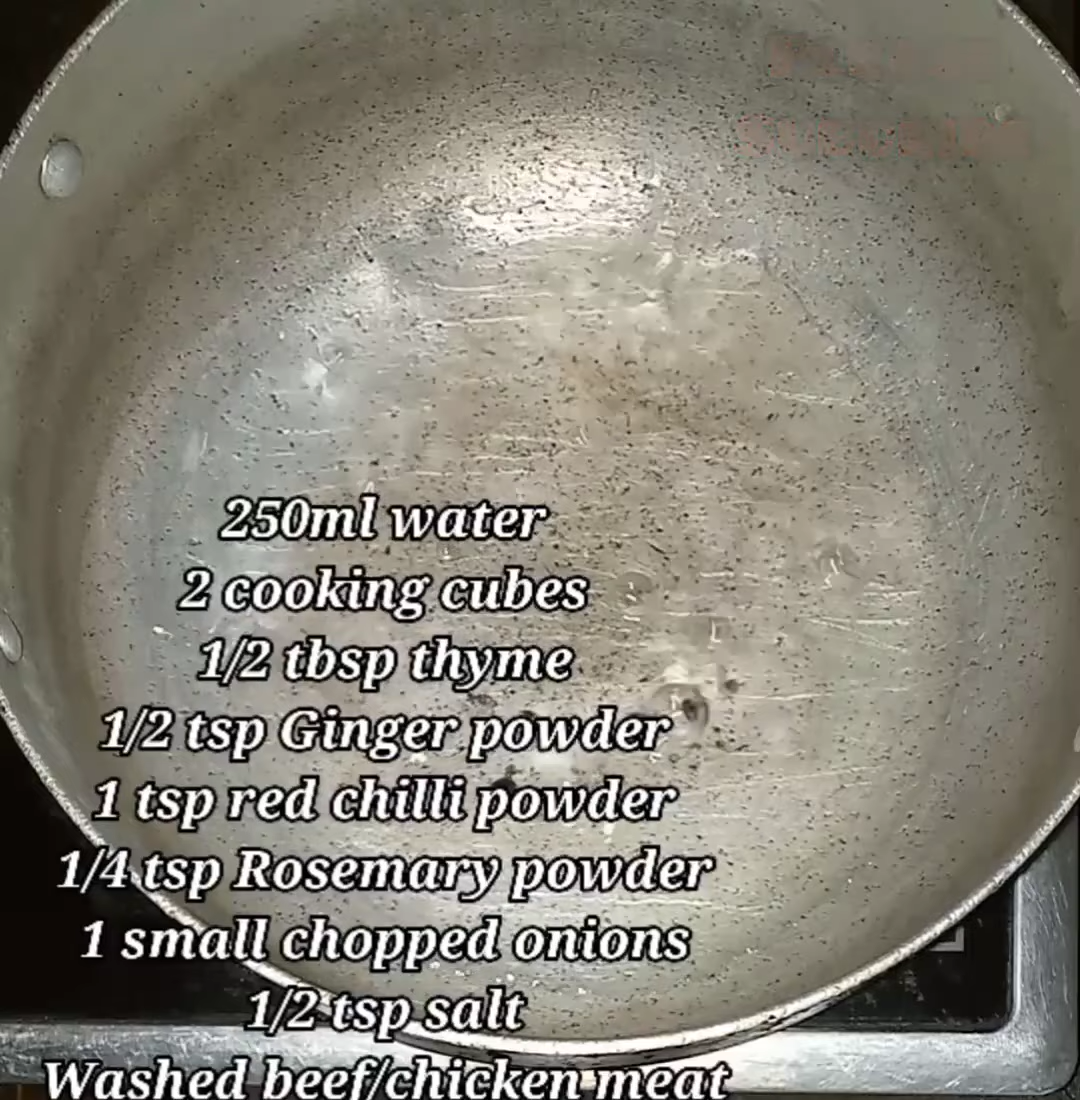 250ml water
2 cooking cubes
1/2 tbsp thyme
1/2 tsp Ginger powder
1 tsp red chilli powder
1/4 tsp Rosemary powder
1 small chopped onions
1/2 tsp salt
Washed beef/chicken meat